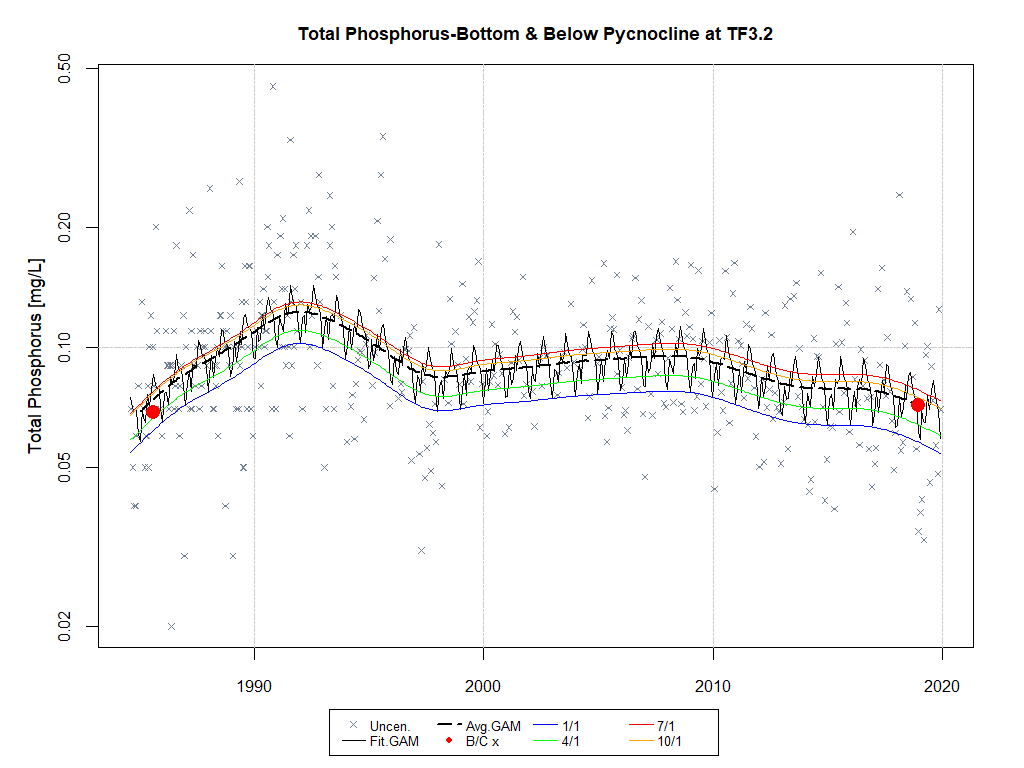 Total Phosphorus-Bottom & Below Pycnocline at TF3.2
Total Phosphorus [mg/L]
0.50
0.20
0.10
0.05
0.02
1990 2000 2010 2020
Uncen. Avg.GAM 1/1 7/1
Fit.GAM B/C x 4/1 10/1